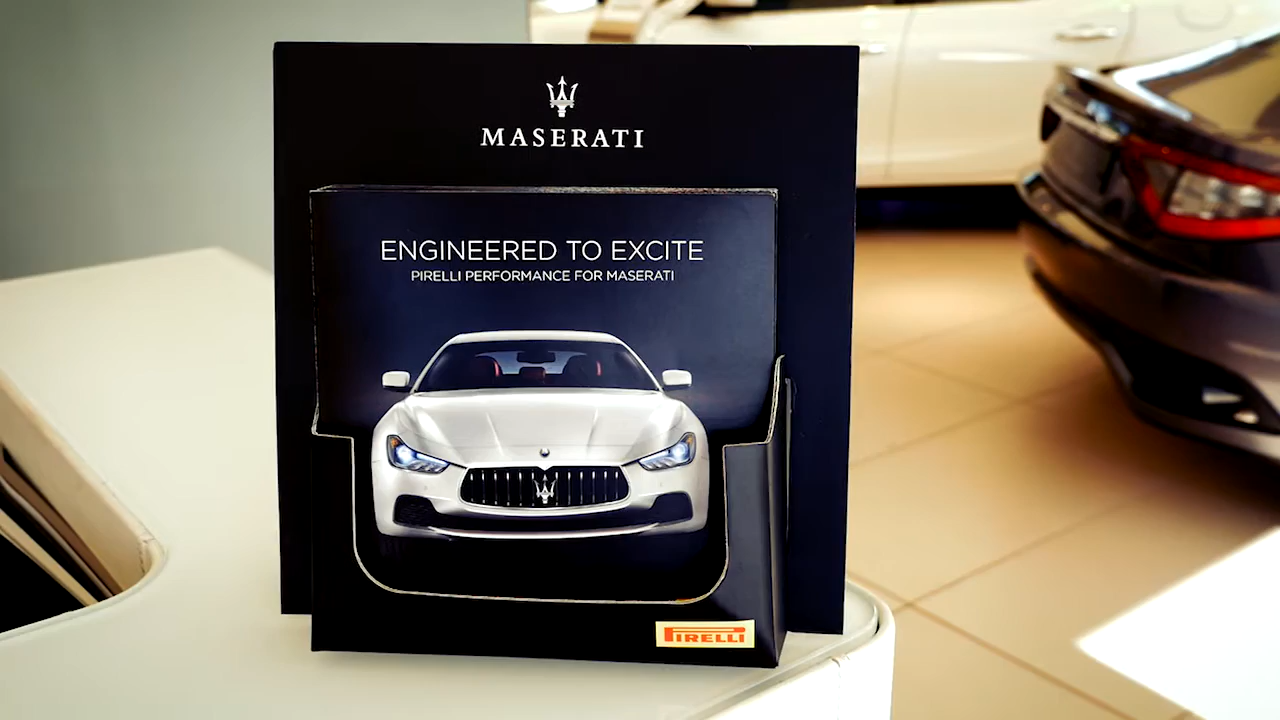 MASERATI
ENGINEERED TO EXCITE
PIRELLI PERFORMANCE FOR MASERATI
PIRELLI